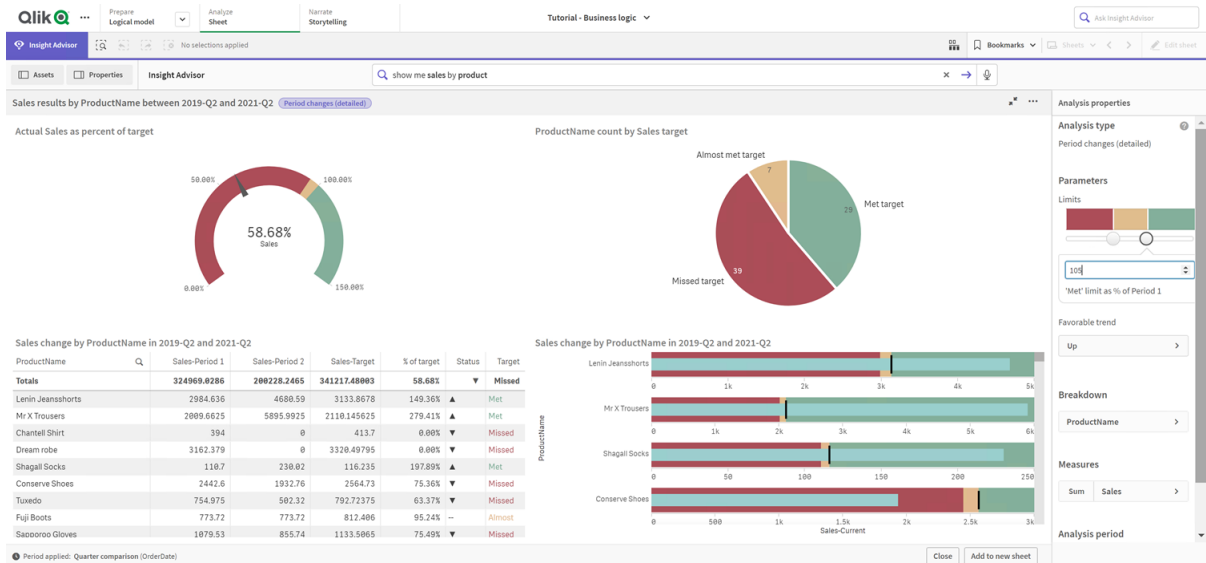 Qlik
Prepare
Logical model
Analyze
Sheet
Narrate
Storytelling
Tutorial - Business logic
Ask Insight Advisor
Insight Advisor
No selections applied
Bookmarks
Sheets
Edit sheet
Assets
Properties
Insight Advisor
show me sales by product
Sales results by ProductName between 2019-Q2 and 2021-Q2
Period changes (detailed)
Actual Sales as percent of target
0.00%
50.00%
100.00%
150.00%
58.68%
Sales
ProductName count by Sales target
Almost met target
7
Met target
29
39
Missed target
Sales change by ProductName in 2019-Q2 and 2021-Q2
ProductName Sales-Period 1 Sales-Period 2 Sales-Target % of target Status Target
Totals 324969.0286 200228.2465 341217.48003 58.68% ▼ Missed
Lenin Jeansshorts 2984.636 4680.59 3133.8678 149.36% ▲ Met
Mr X Trousers 2009.6625 5895.9925 2110.145625 279.41% ▲ Met
Chantell Shirt 394 0 413.7 0.00% ▼ Missed
Dream robe 3162.379 0 3320.49795 0.00% ▼ Missed
Shagall Socks 110.7 230.02 116.235 197.89% ▲ Met
Conserve Shoes 2442.6 1932.76 2564.73 75.36% ▼ Missed
Tuxedo 754.975 502.32 792.72375 63.37% ▼ Missed
Fuji Boots 773.72 773.72 812.406 95.24% -- Almost
Sapporoo Gloves 1079.53 855.74 1133.5065 75.49% ▼ Missed
Sales change by ProductName in 2019-Q2 and 2021-Q2
ProductName
Lenin Jeansshorts
0 1k 2k 3k 4k 5k
Mr X Trousers
0 1k 2k 3k 4k 5k 6k
Shagall Socks
0 50 100 150 200 250
Conserve Shoes
0 500 1k 1.5k 2k 2.5k 3k
Sales-Current
Analysis properties
Analysis type
Period changes (detailed)
Parameters
Limits
105
'Met' limit as % of Period 1
Favorable trend
Up
Breakdown
ProductName
Measures
Sum Sales
Analysis period
Period applied: Quarter comparison (OrderDate)
Close
Add to new sheet